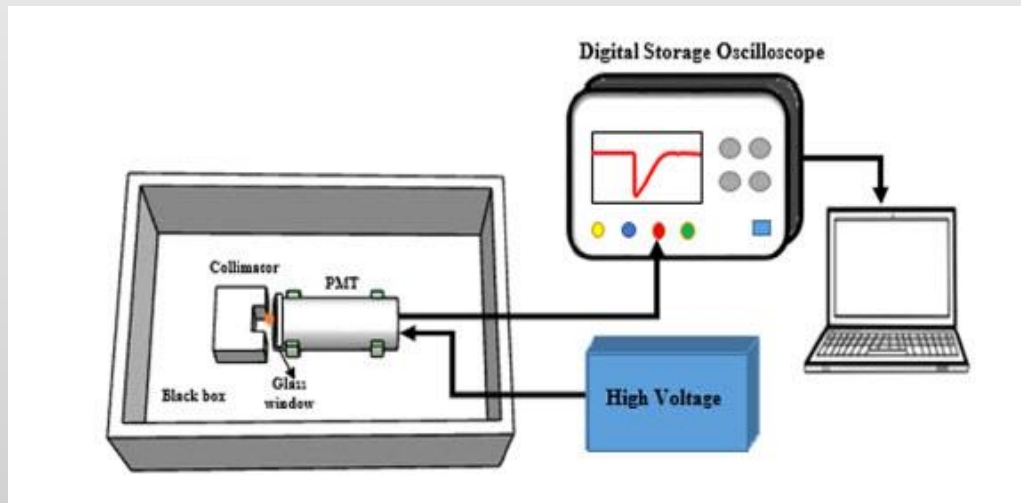 Digital Storage Oscilloscope
Collimator
PMT
Glass
window
Black box
High Voltage